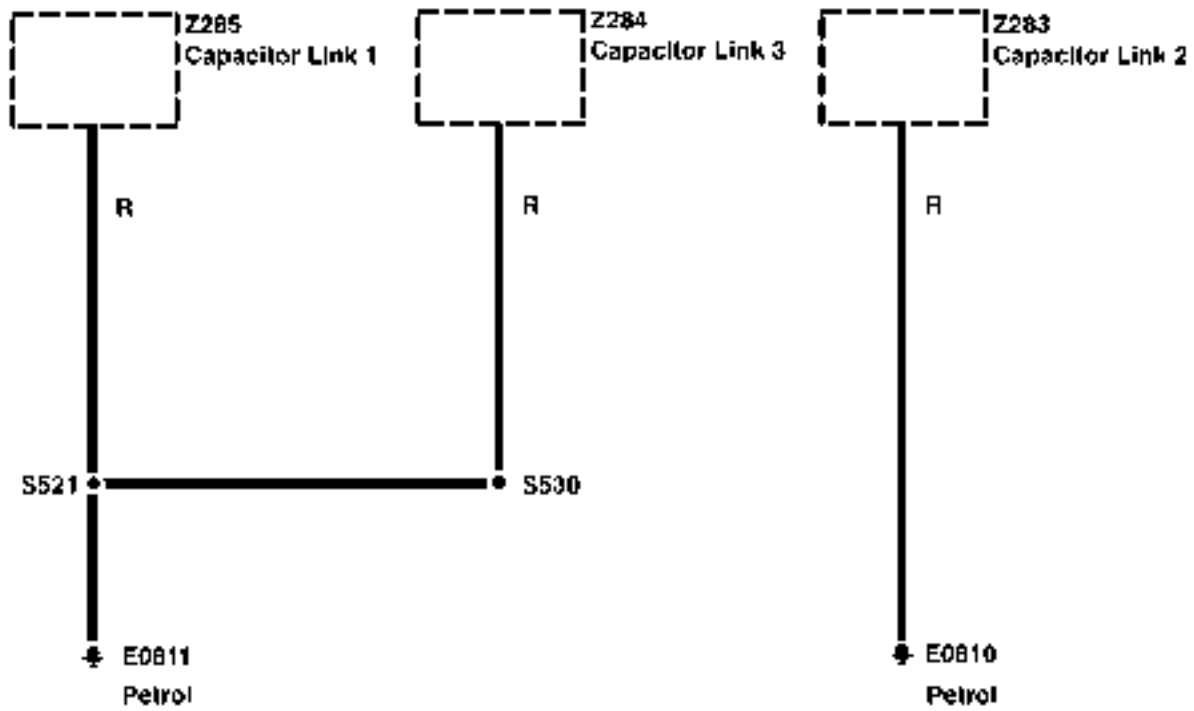 Z285
Capacitor Link 1
Z284
Capacitor Link 3
Z283
Capacitor Link 2
R
R
R
S521
S530
E0811
Petrol
E0810
Petrol